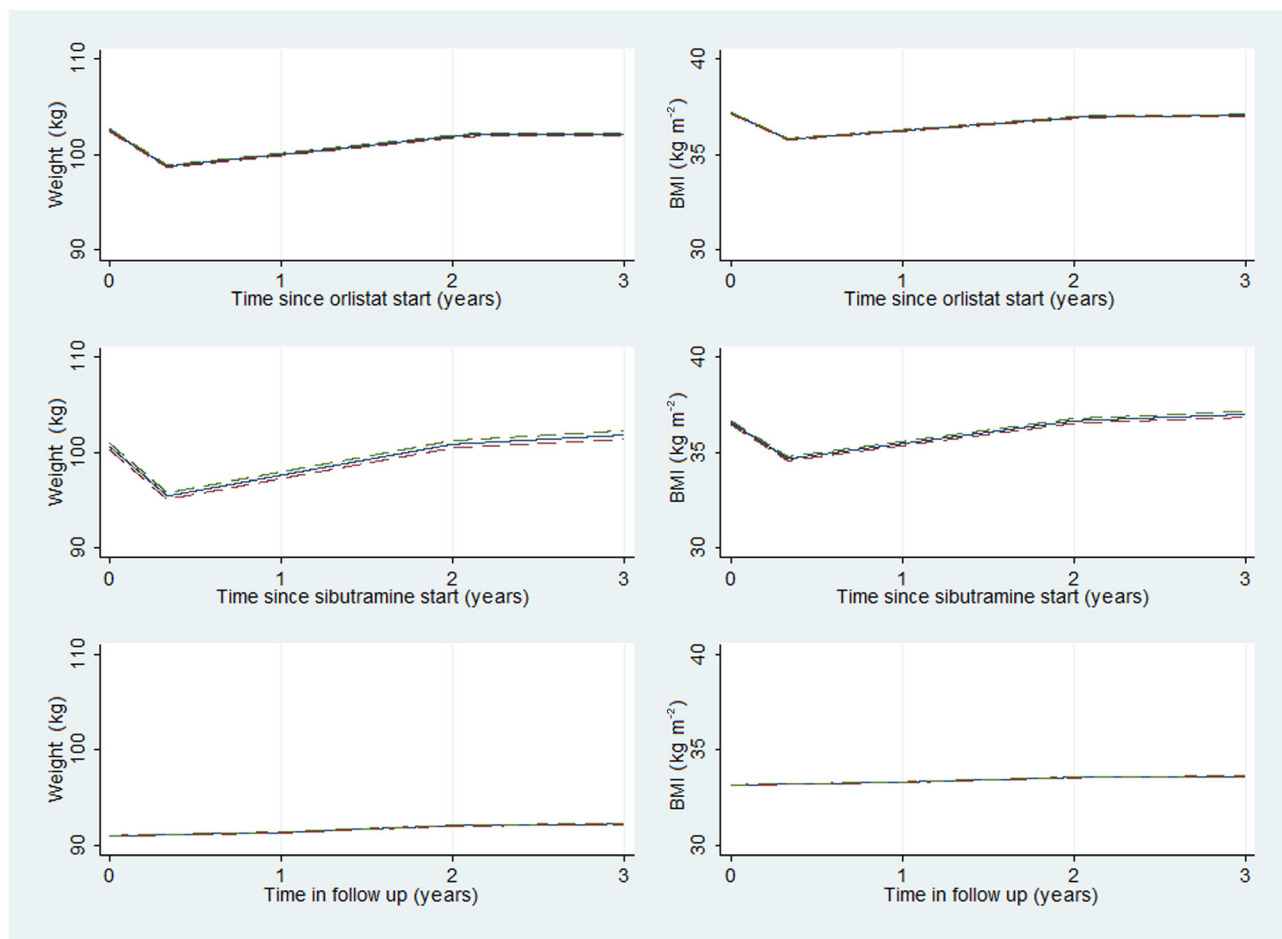 Weight (kg)
110
100
90
0 1 2 3
Time since orlistat start (years)
BMI (kg m⁻²)
40
35
30
0 1 2 3
Time since orlistat start (years)
Weight (kg)
110
100
90
0 1 2 3
Time since sibutramine start (years)
BMI (kg m⁻²)
40
35
30
0 1 2 3
Time since sibutramine start (years)
Weight (kg)
110
100
90
0 1 2 3
Time in follow up (years)
BMI (kg m⁻²)
40
35
30
0 1 2 3
Time in follow up (years)